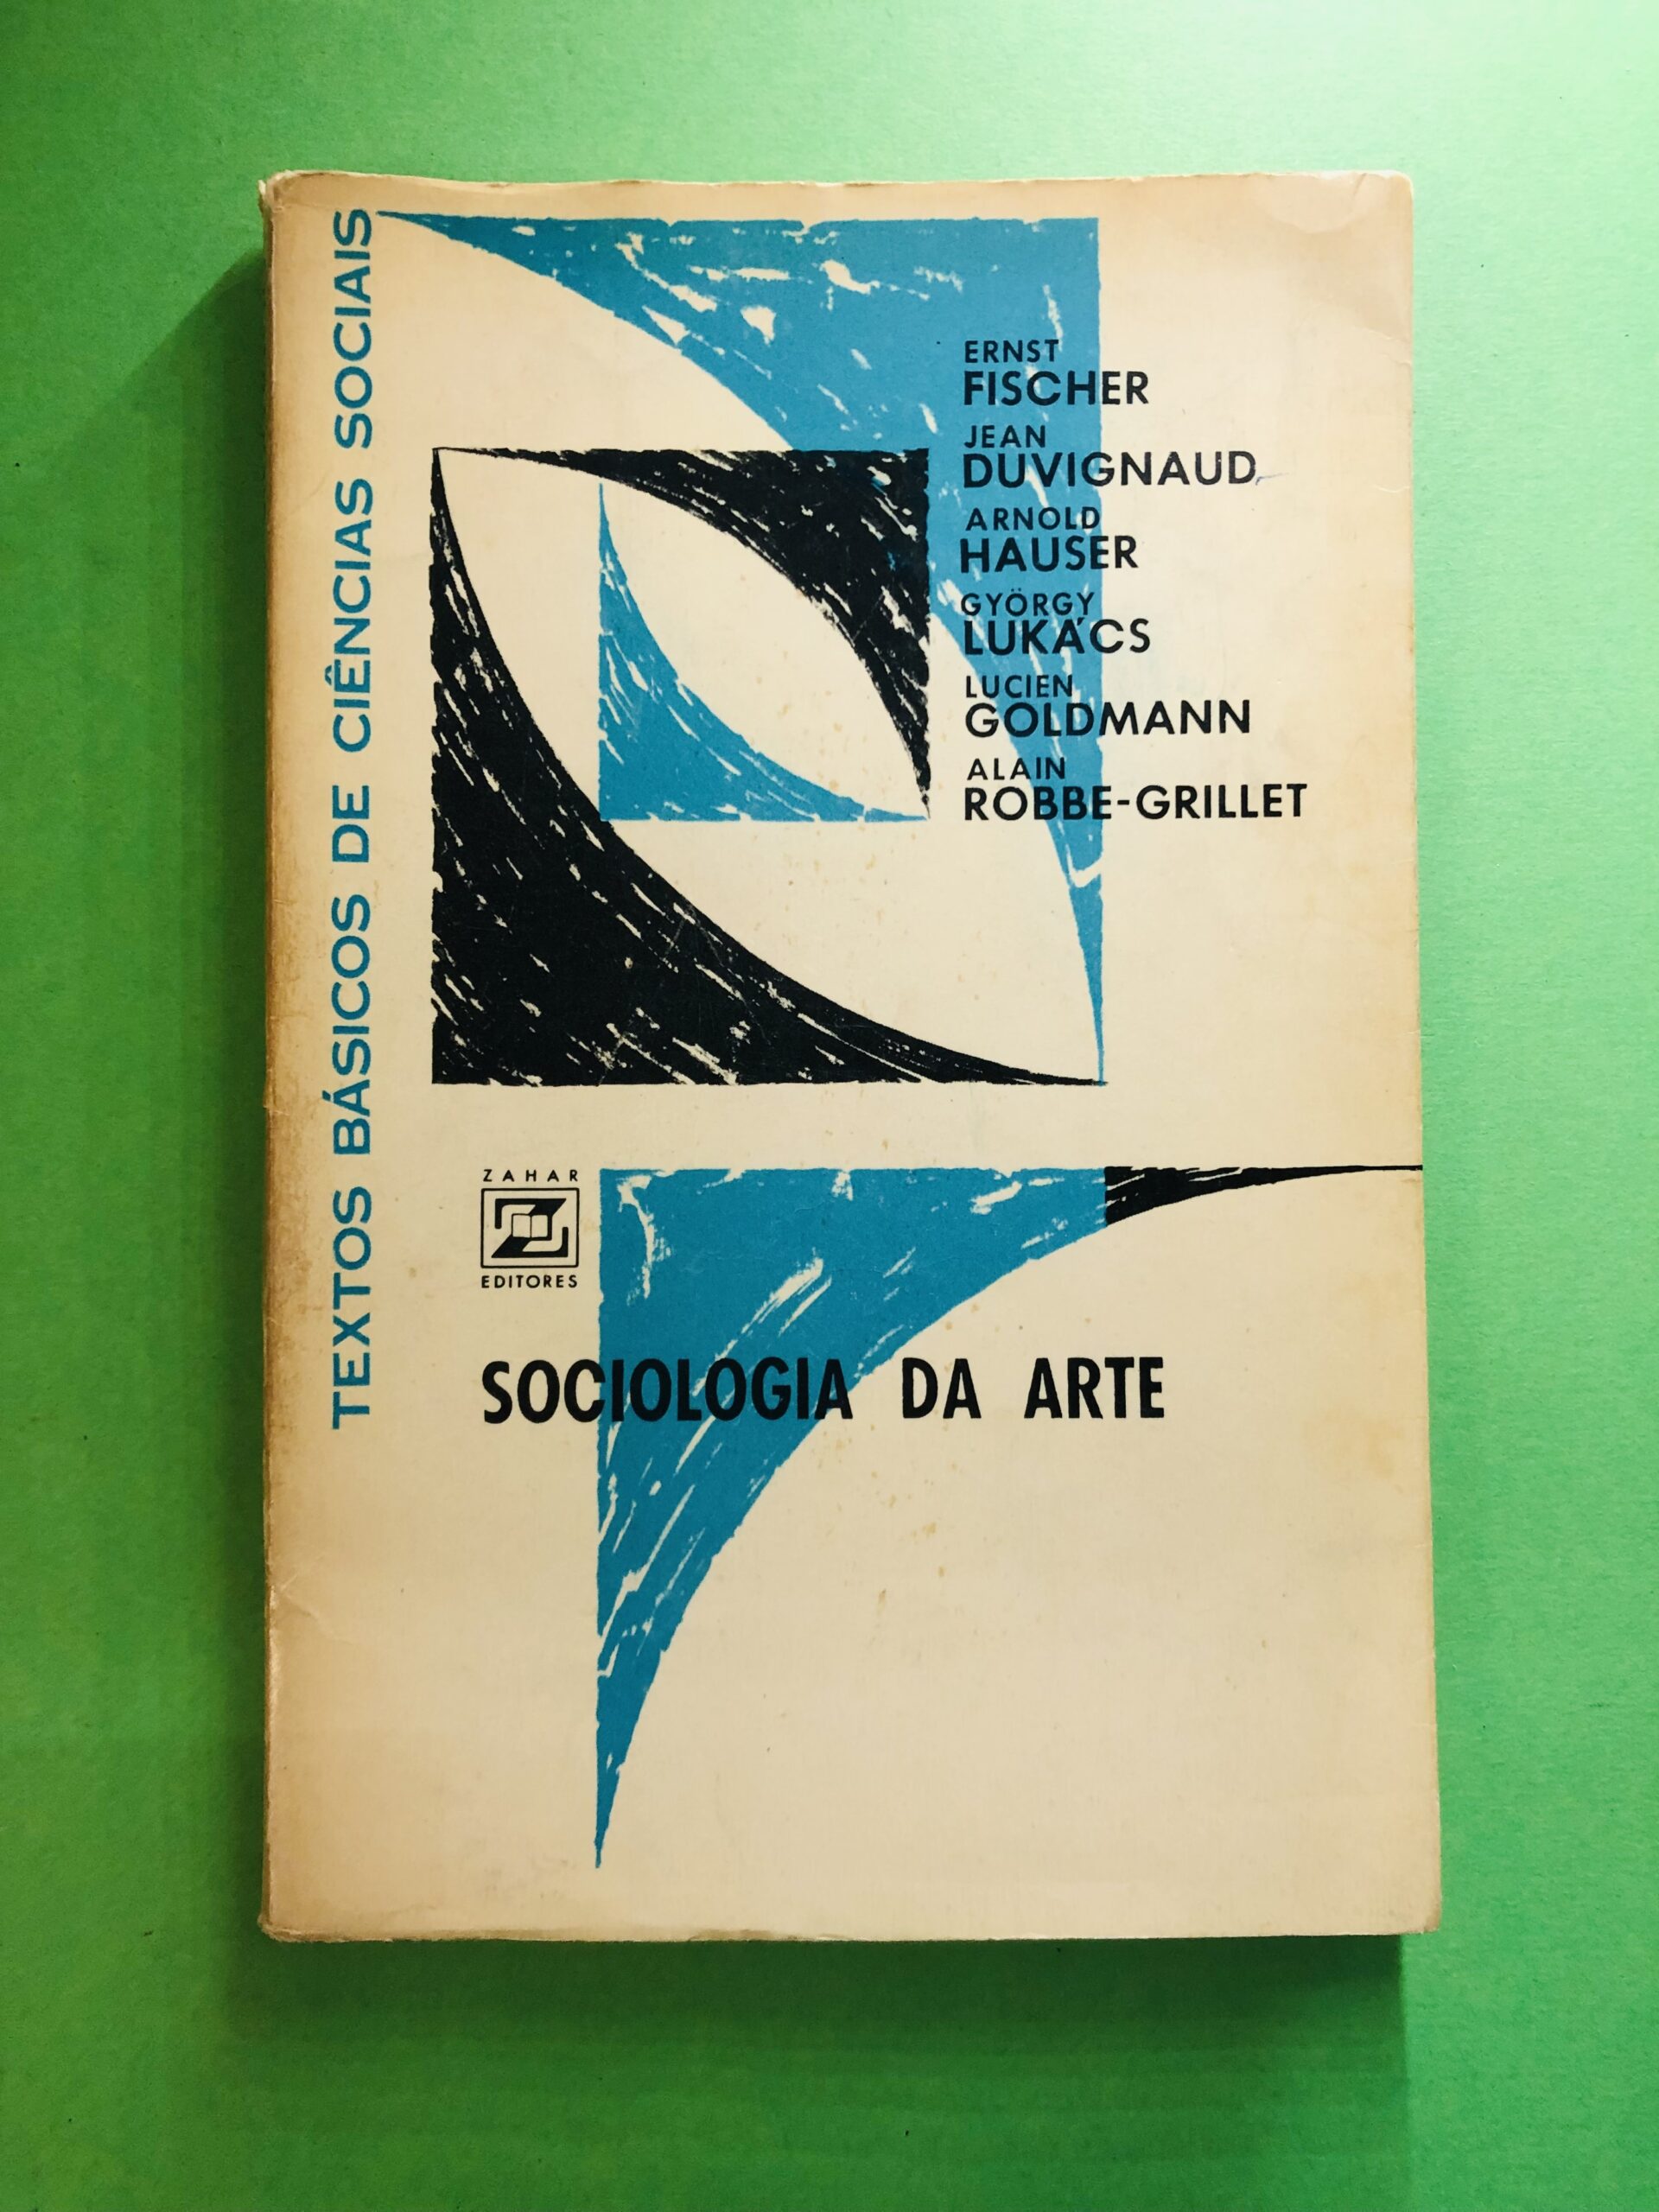 TEXTOS BÁSICOS DE CIÊNCIAS SOCIAIS
ERNST
FISCHER
JEAN
DUVIGNAUD
ARNOLD
HAUSER
GYÖRGY
LUKÁCS
LUCIEN
GOLDMANN
ALAIN
ROBBE-GRILLET
ZAHAR
EDITORES
SOCIOLOGIA DA ARTE